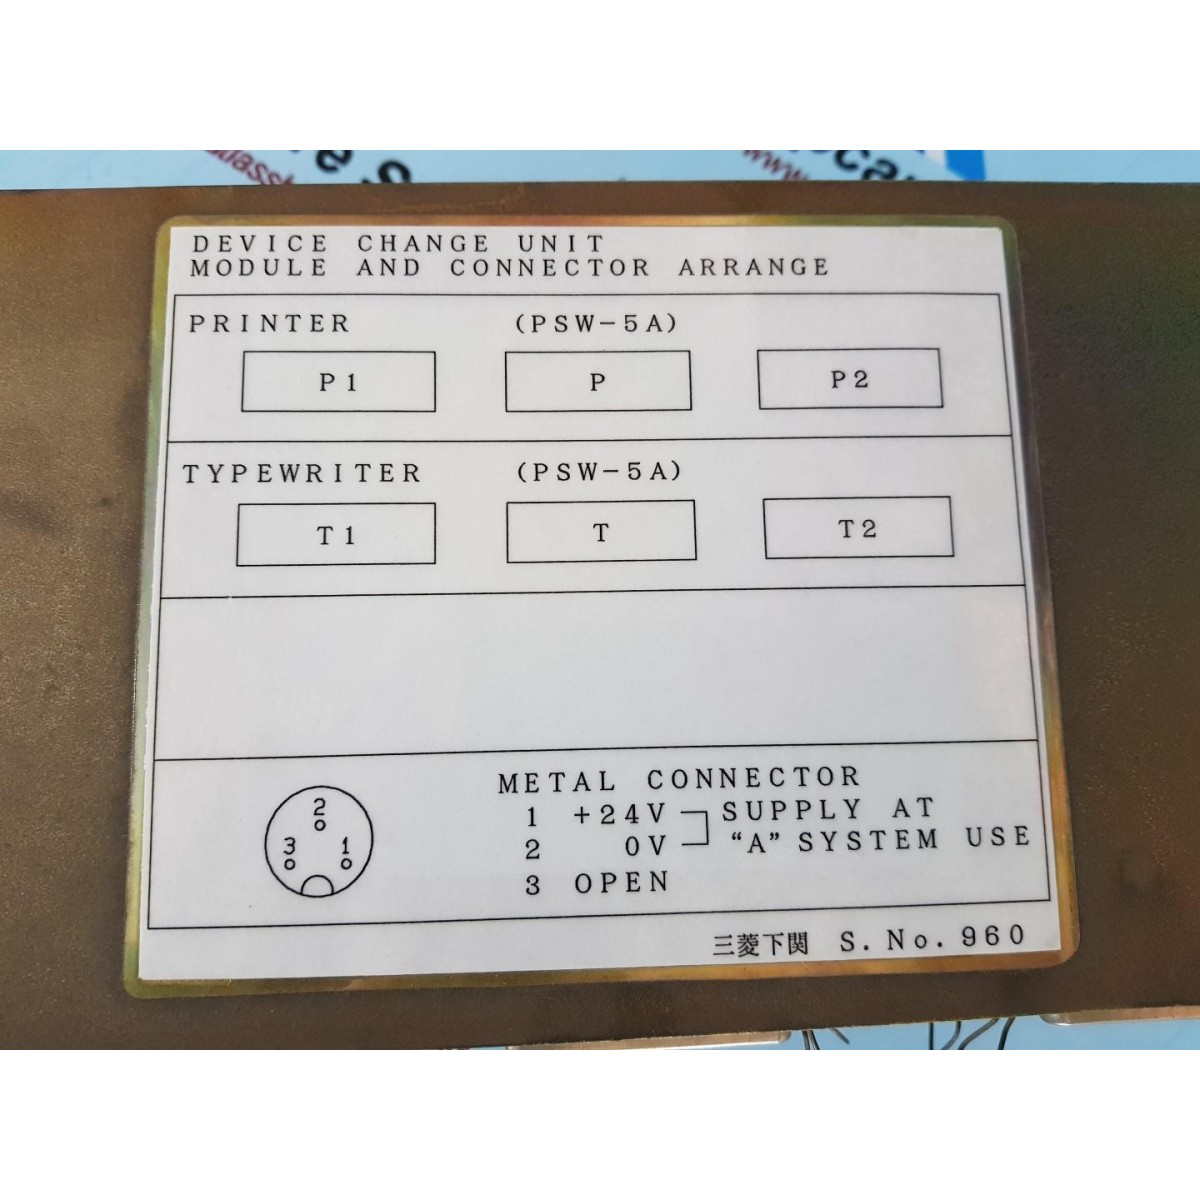 DEVICE CHANGE UNIT
MODULE AND CONNECTOR ARRANGE
PRINTER (PSW-5A)
P1 P P2
TYPEWRITER (PSW-5A)
T1 T T2
2
3 1
METAL CONNECTOR
1 +24V SUPPLY AT
2 0V "A" SYSTEM USE
3 OPEN
三菱下関 S.No.960